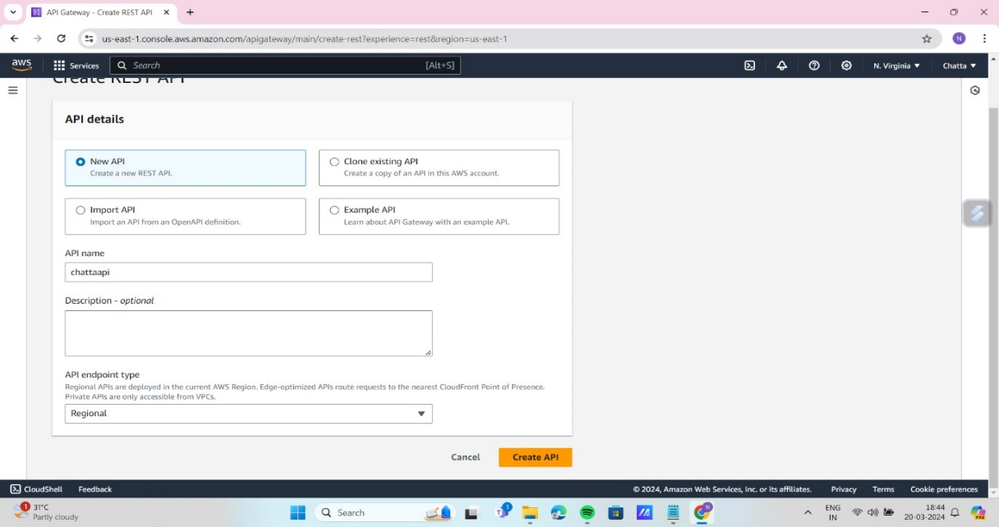 API Gateway - Create REST API
us-east-1.console.aws.amazon.com/apigateway/main/create-rest?experience=rest&region=us-east-1
N
aws
Services
Search
[Alt+S]
N. Virginia
Chatta
Create REST API
API details
New API
Create a new REST API.
Clone existing API
Create a copy of an API in this AWS account.
Import API
Import an API from an OpenAPI definition.
Example API
Learn about API Gateway with an example API.
API name
chattaapi
Description - optional
API endpoint type
Regional APIs are deployed in the current AWS Region. Edge-optimized APIs route requests to the nearest CloudFront Point of Presence.
Private APIs are only accessible from VPCs.
Regional
Cancel
Create API
CloudShell
Feedback
© 2024, Amazon Web Services, Inc. or its affiliates.
Privacy
Terms
Cookie preferences
1
31°C
Partly cloudy
Search
1
ENG
IN
18:44
20-03-2024